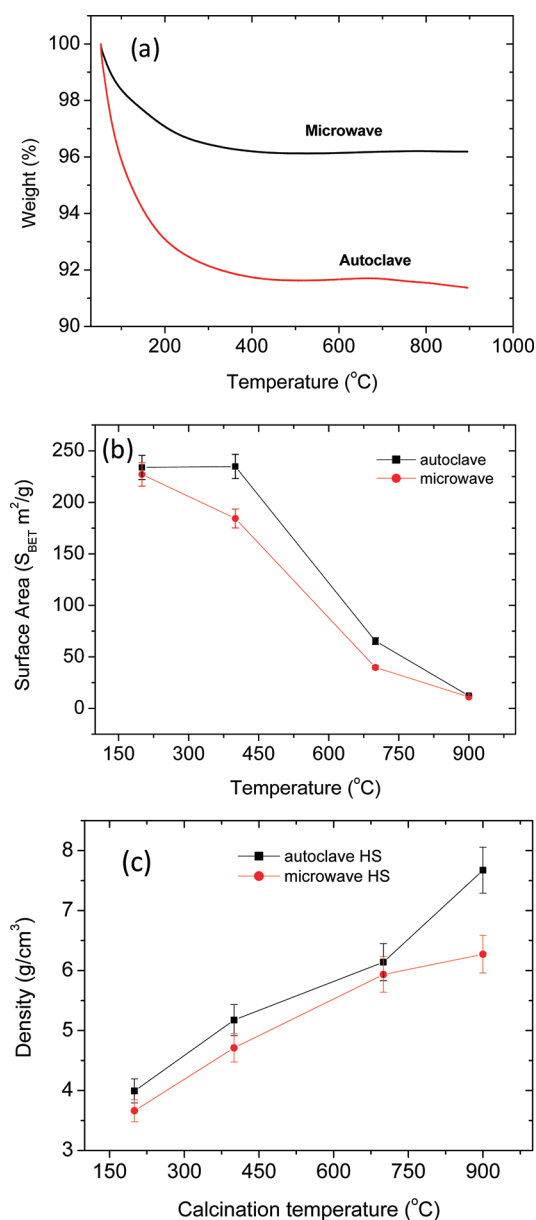 (a)
100
98
96
94
92
90
Weight (%)
Microwave
Autoclave
200 400 600 800 1000
Temperature (°C)
(b)
250
200
150
100
50
0
Surface Area (S_BET m²/g)
autoclave
microwave
150 300 450 600 750 900
Temperature (°C)
(c)
8
7
6
5
4
3
Density (g/cm³)
autoclave HS
microwave HS
150 300 450 600 750 900
Calcination temperature (°C)